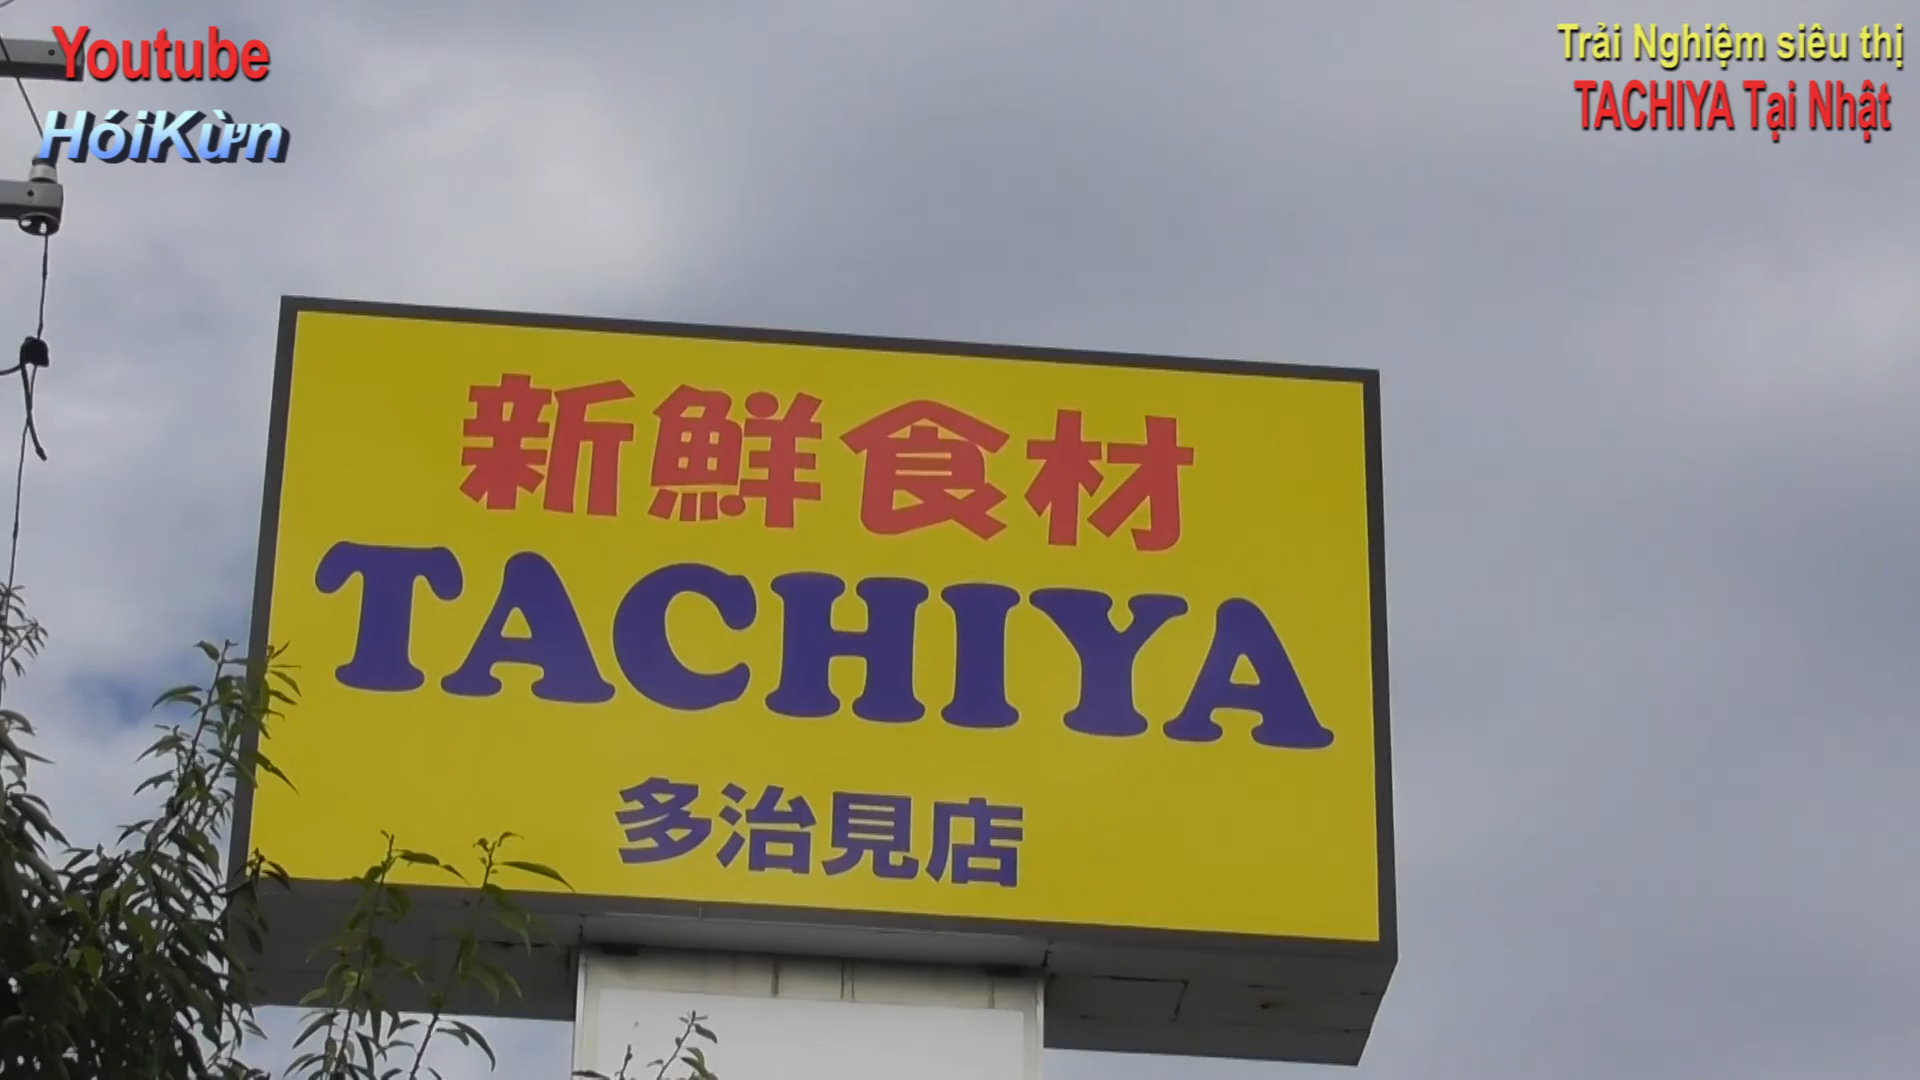 Youtube
HóiKừn
Trải Nghiệm siêu thị
TACHIYA Tại Nhật
新鮮食材
TACHIYA
多治見店